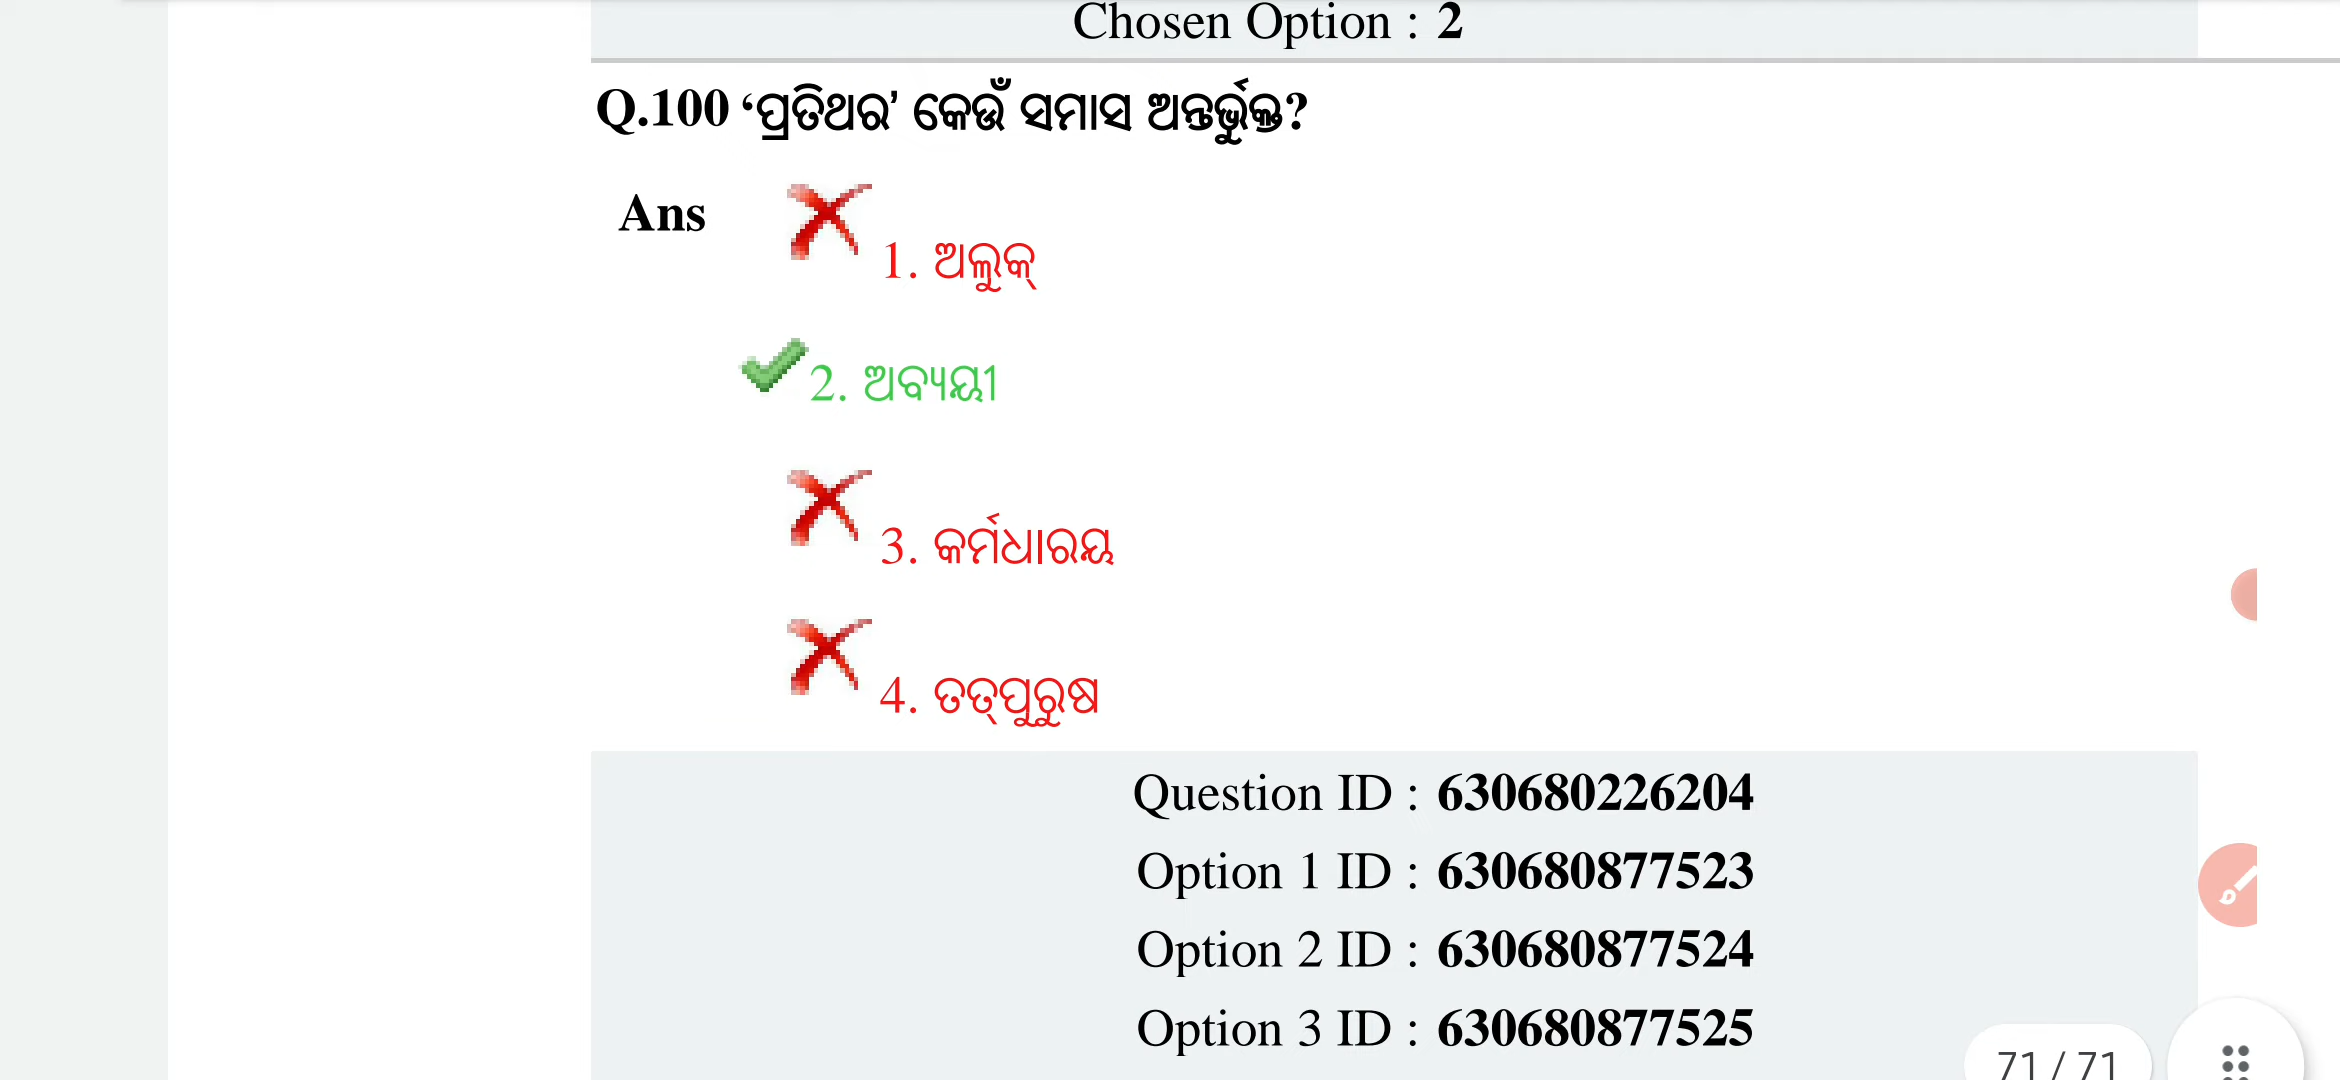 Chosen Option : 2
Q.100 ‘ପ୍ରତିଥର’ କେଉଁ ସମାସ ଅନ୍ତର୍ଭୁକ୍ତ?
Ans
1. ଅଲୁକ୍
2. ଅବ୍ୟୟୀ
3. କର୍ମଧାରୟ
4. ତତ୍‌ପୁରୁଷ
Question ID : 630680226204
Option 1 ID : 630680877523
Option 2 ID : 630680877524
Option 3 ID : 630680877525
71 / 71